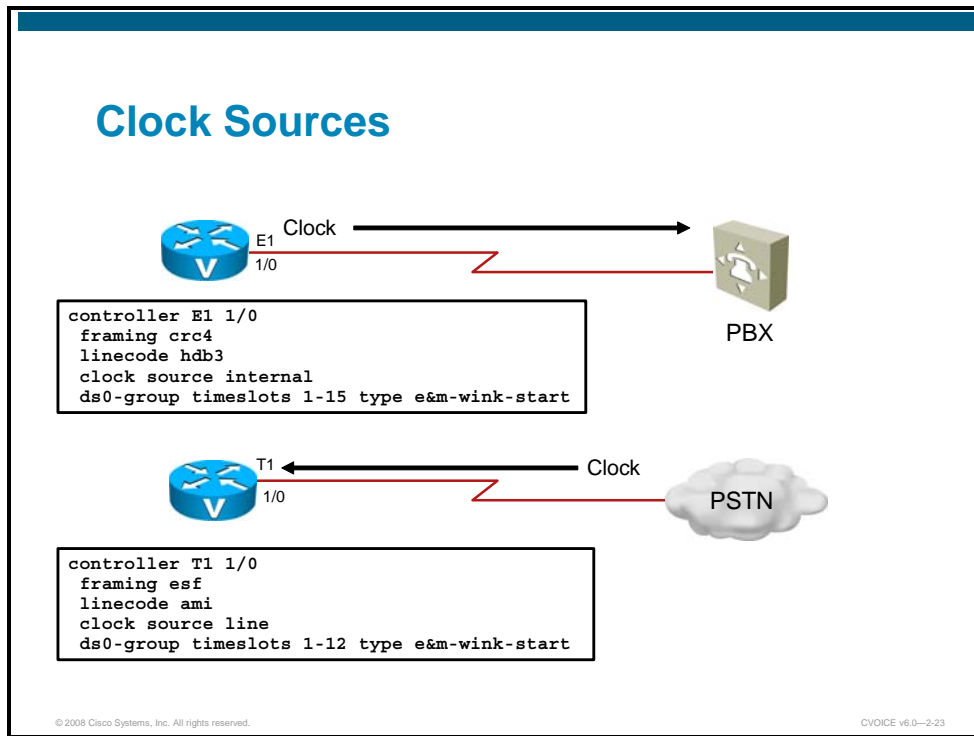 Clock Sources
Clock
E1
1/0
V
PBX
controller E1 1/0
framing crc4
linecode hdb3
clock source internal
ds0-group timeslots 1-15 type e&m-wink-start
T1
Clock
1/0
V
PSTN
controller T1 1/0
framing esf
linecode ami
clock source line
ds0-group timeslots 1-12 type e&m-wink-start
© 2008 Cisco Systems, Inc. All rights reserved.
CVOICE v6.0—2-23